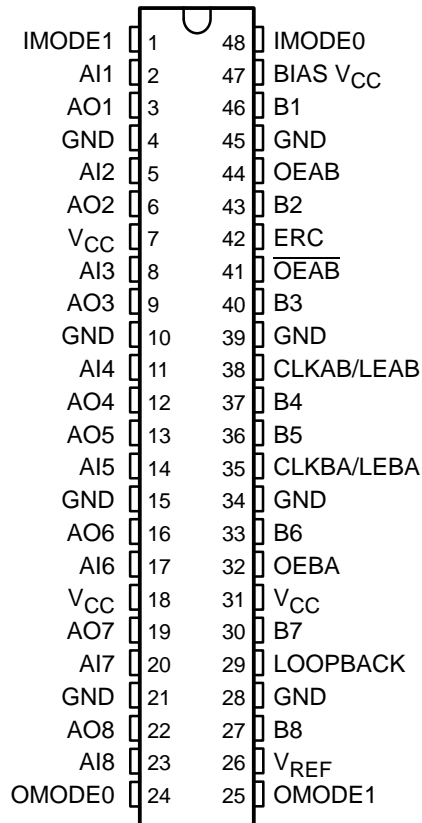 IMODE1 1 48 IMODE0
AI1 2 47 BIAS VCC
AO1 3 46 B1
GND 4 45 GND
AI2 5 44 OEAB
AO2 6 43 B2
VCC 7 42 ERC
AI3 8 41 O̅E̅A̅B̅
AO3 9 40 B3
GND 10 39 GND
AI4 11 38 CLKAB/LEAB
AO4 12 37 B4
AO5 13 36 B5
AI5 14 35 CLKBA/LEBA
GND 15 34 GND
AO6 16 33 B6
AI6 17 32 OEBA
VCC 18 31 VCC
AO7 19 30 B7
AI7 20 29 LOOPBACK
GND 21 28 GND
AO8 22 27 B8
AI8 23 26 VREF
OMODE0 24 25 OMODE1